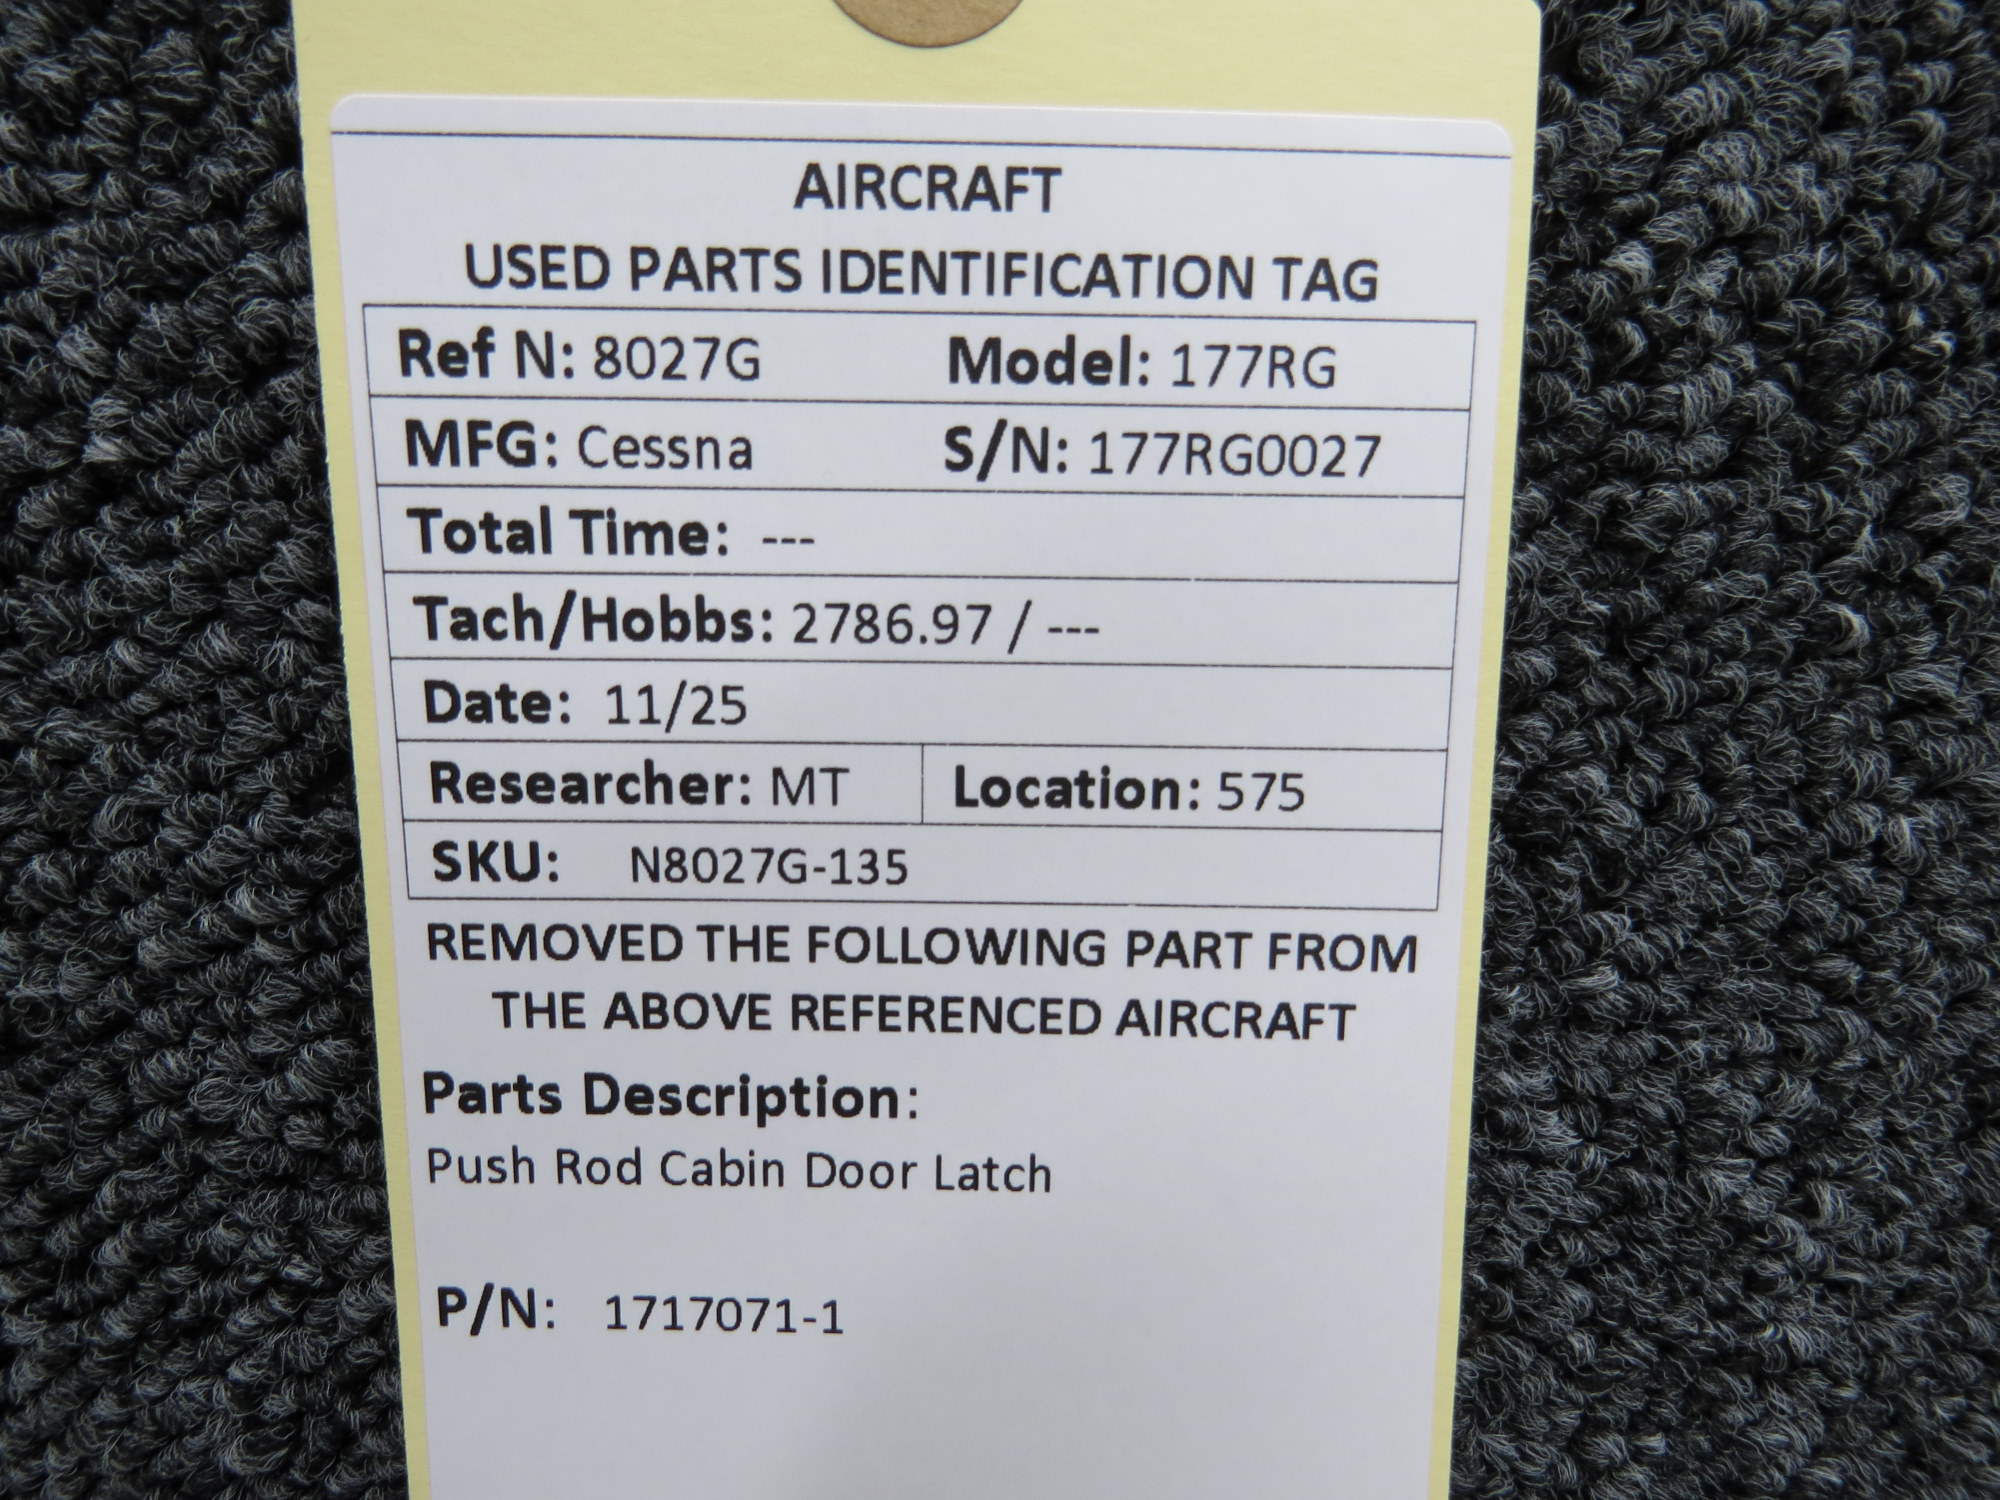 AIRCRAFT
USED PARTS IDENTIFICATION TAG
Ref N: 8027G Model: 177RG
MFG: Cessna S/N: 177RG0027
Total Time: ---
Tach/Hobbs: 2786.97 / ---
Date: 11/25
Researcher: MT Location: 575
SKU: N8027G-135
REMOVED THE FOLLOWING PART FROM
THE ABOVE REFERENCED AIRCRAFT
Parts Description:
Push Rod Cabin Door Latch
P/N: 1717071-1